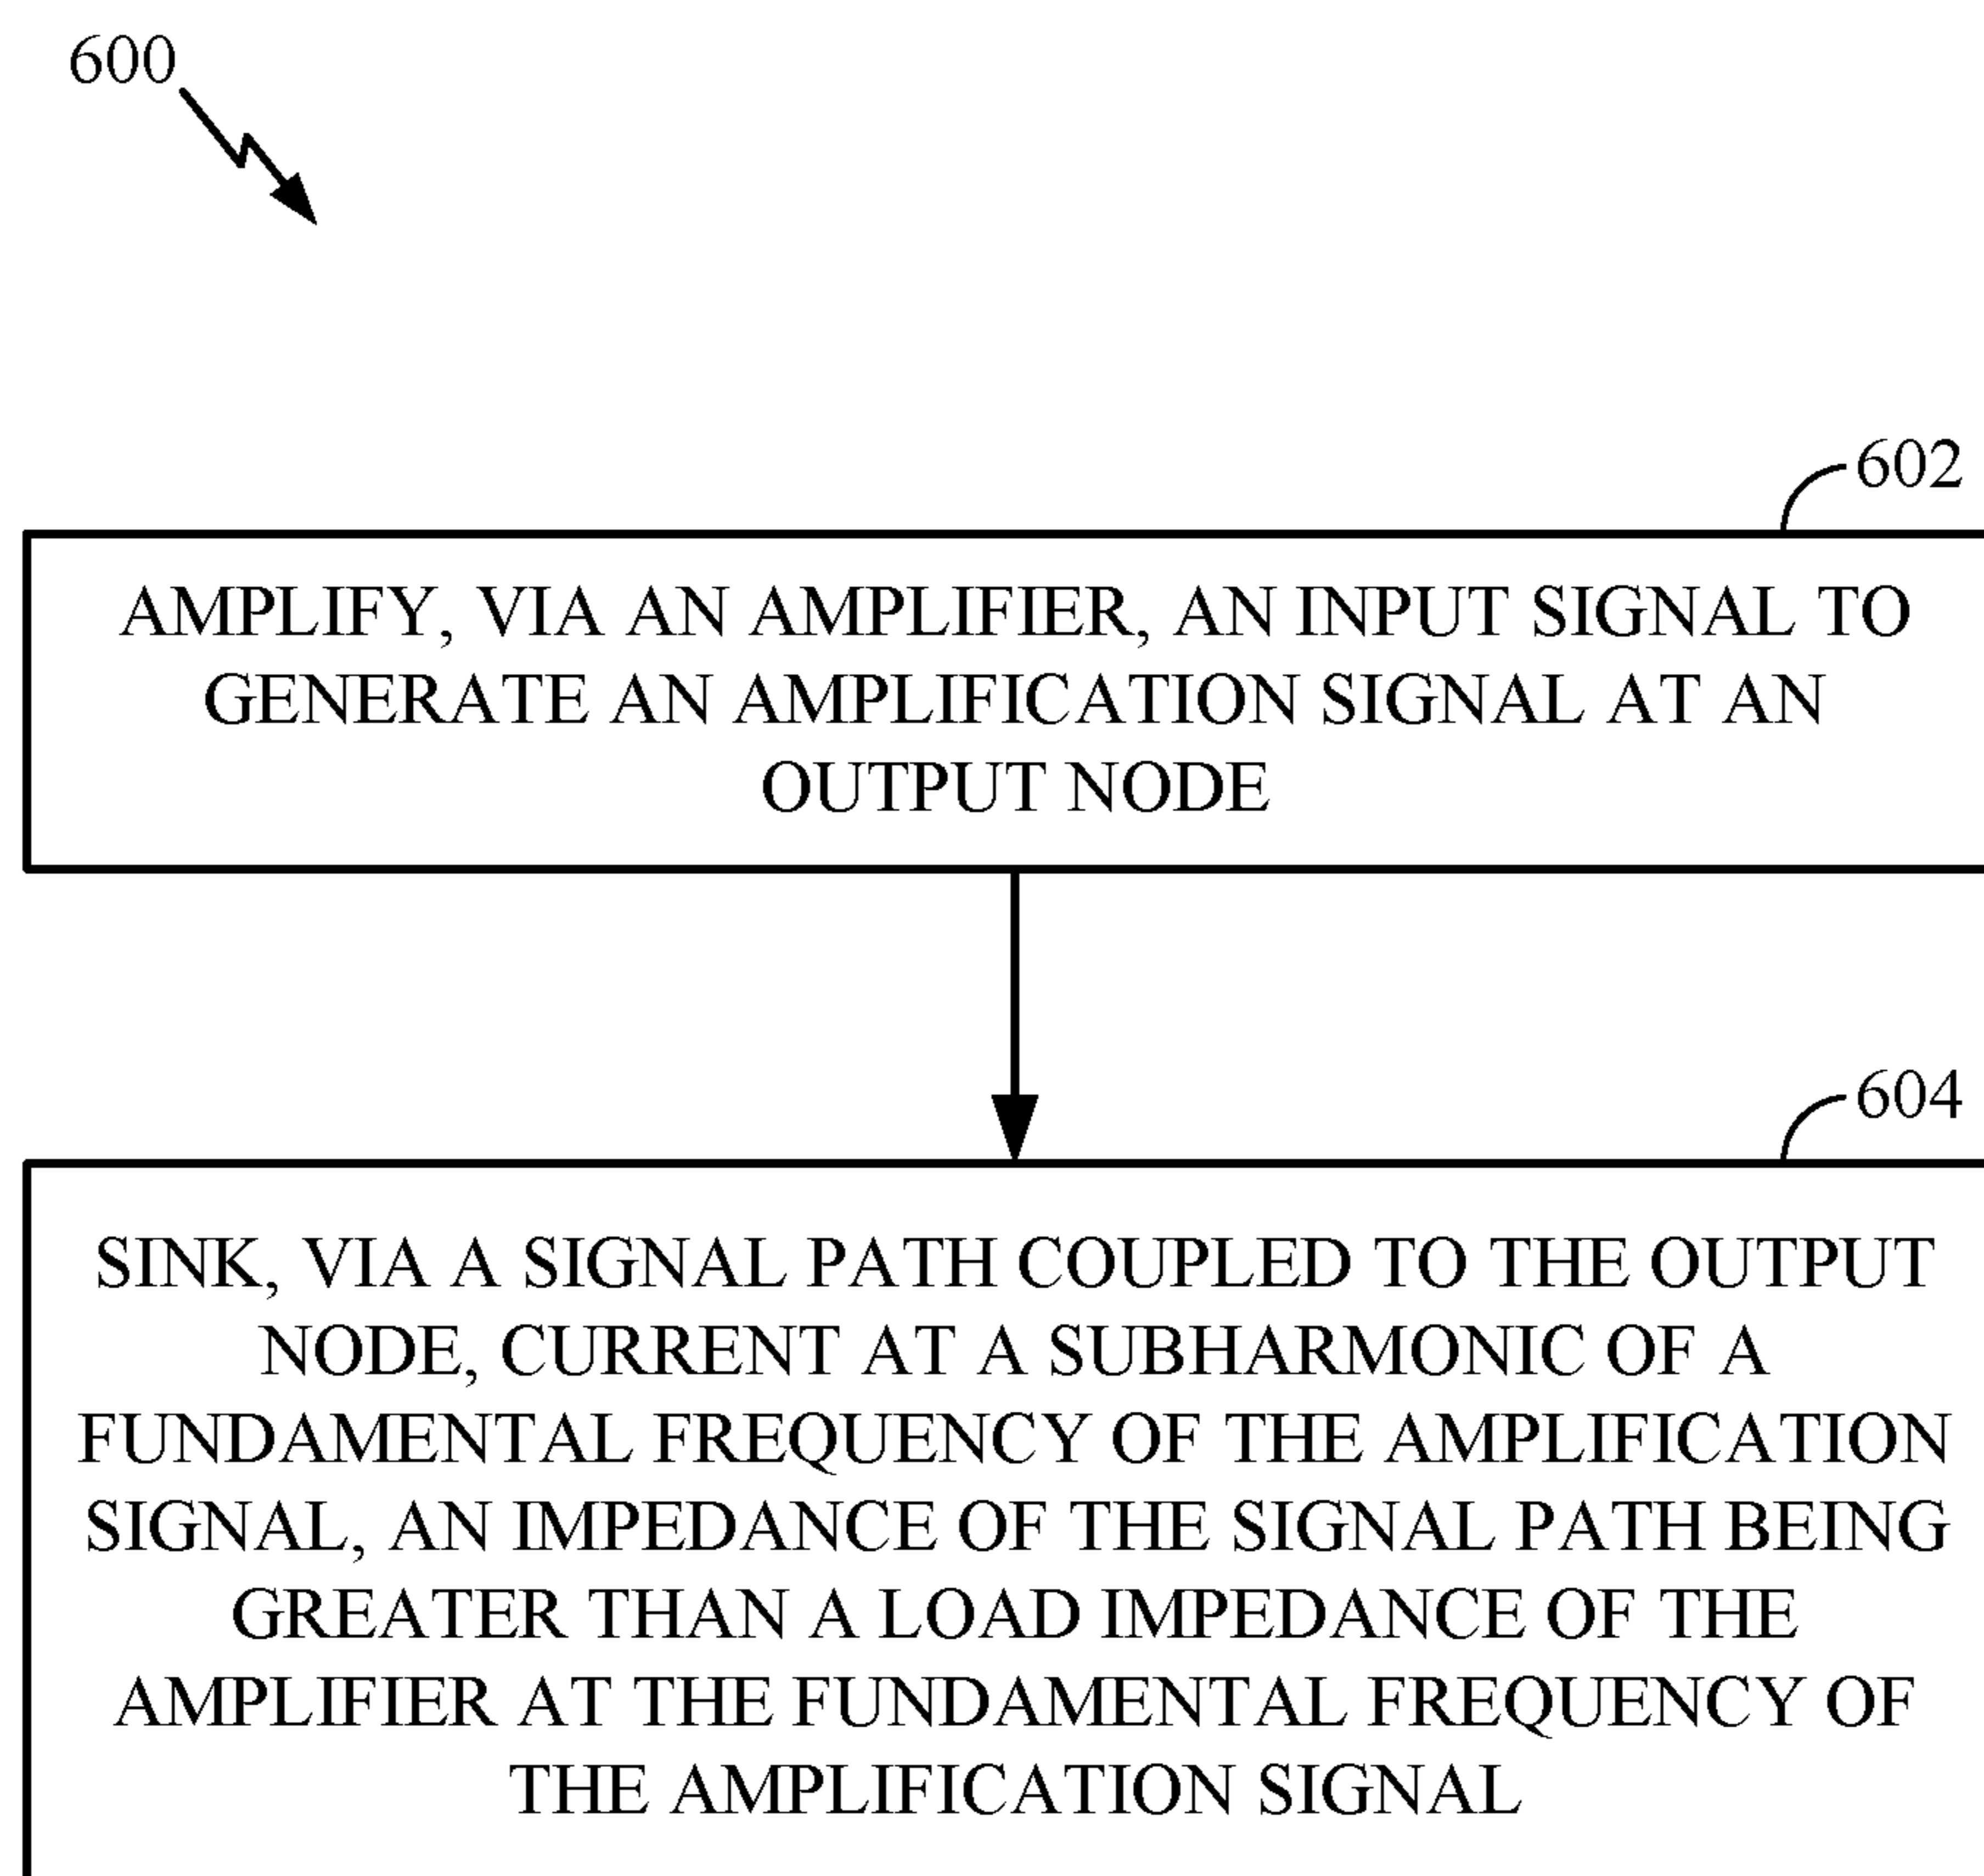 600
602
AMPLIFY, VIA AN AMPLIFIER, AN INPUT SIGNAL TO
GENERATE AN AMPLIFICATION SIGNAL AT AN
OUTPUT NODE
604
SINK, VIA A SIGNAL PATH COUPLED TO THE OUTPUT
NODE, CURRENT AT A SUBHARMONIC OF A
FUNDAMENTAL FREQUENCY OF THE AMPLIFICATION
SIGNAL, AN IMPEDANCE OF THE SIGNAL PATH BEING
GREATER THAN A LOAD IMPEDANCE OF THE
AMPLIFIER AT THE FUNDAMENTAL FREQUENCY OF
THE AMPLIFICATION SIGNAL